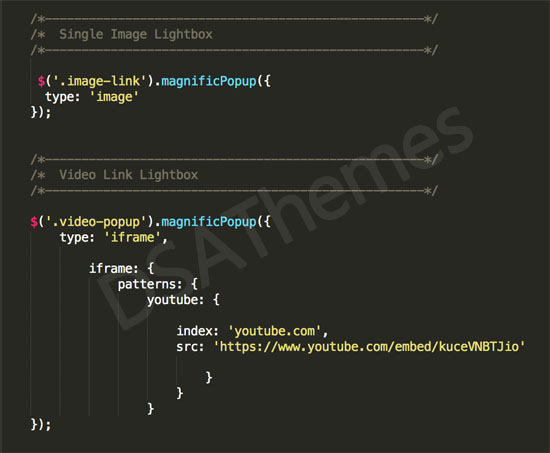 /*----------------------------------------------------*/
/*  Single Image Lightbox
/*----------------------------------------------------*/
$('.image-link').magnificPopup({
type: 'image'
});
/*----------------------------------------------------*/
/*  Video Link Lightbox
/*----------------------------------------------------*/
$('.video-popup').magnificPopup({
type: 'iframe',
iframe: {
patterns: {
youtube: {
index: 'youtube.com',
src: 'https://www.youtube.com/embed/kuceVNBTJio'
}
}
}
});
DSAThemes